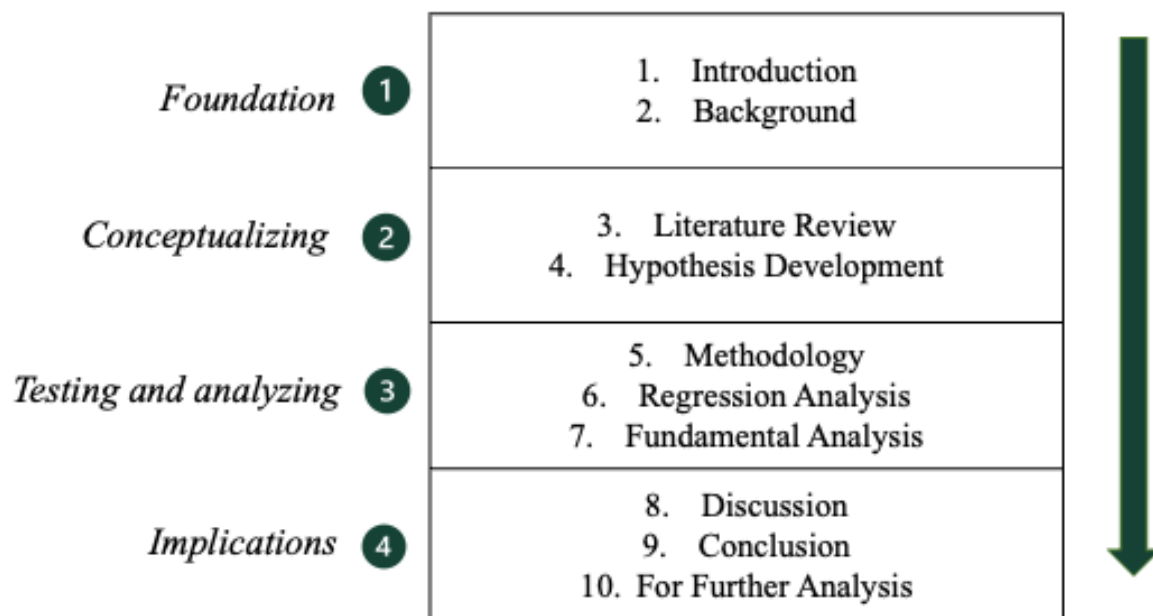 Foundation 1
1. Introduction
2. Background
Conceptualizing 2
3. Literature Review
4. Hypothesis Development
Testing and analyzing 3
5. Methodology
6. Regression Analysis
7. Fundamental Analysis
Implications 4
8. Discussion
9. Conclusion
10. For Further Analysis